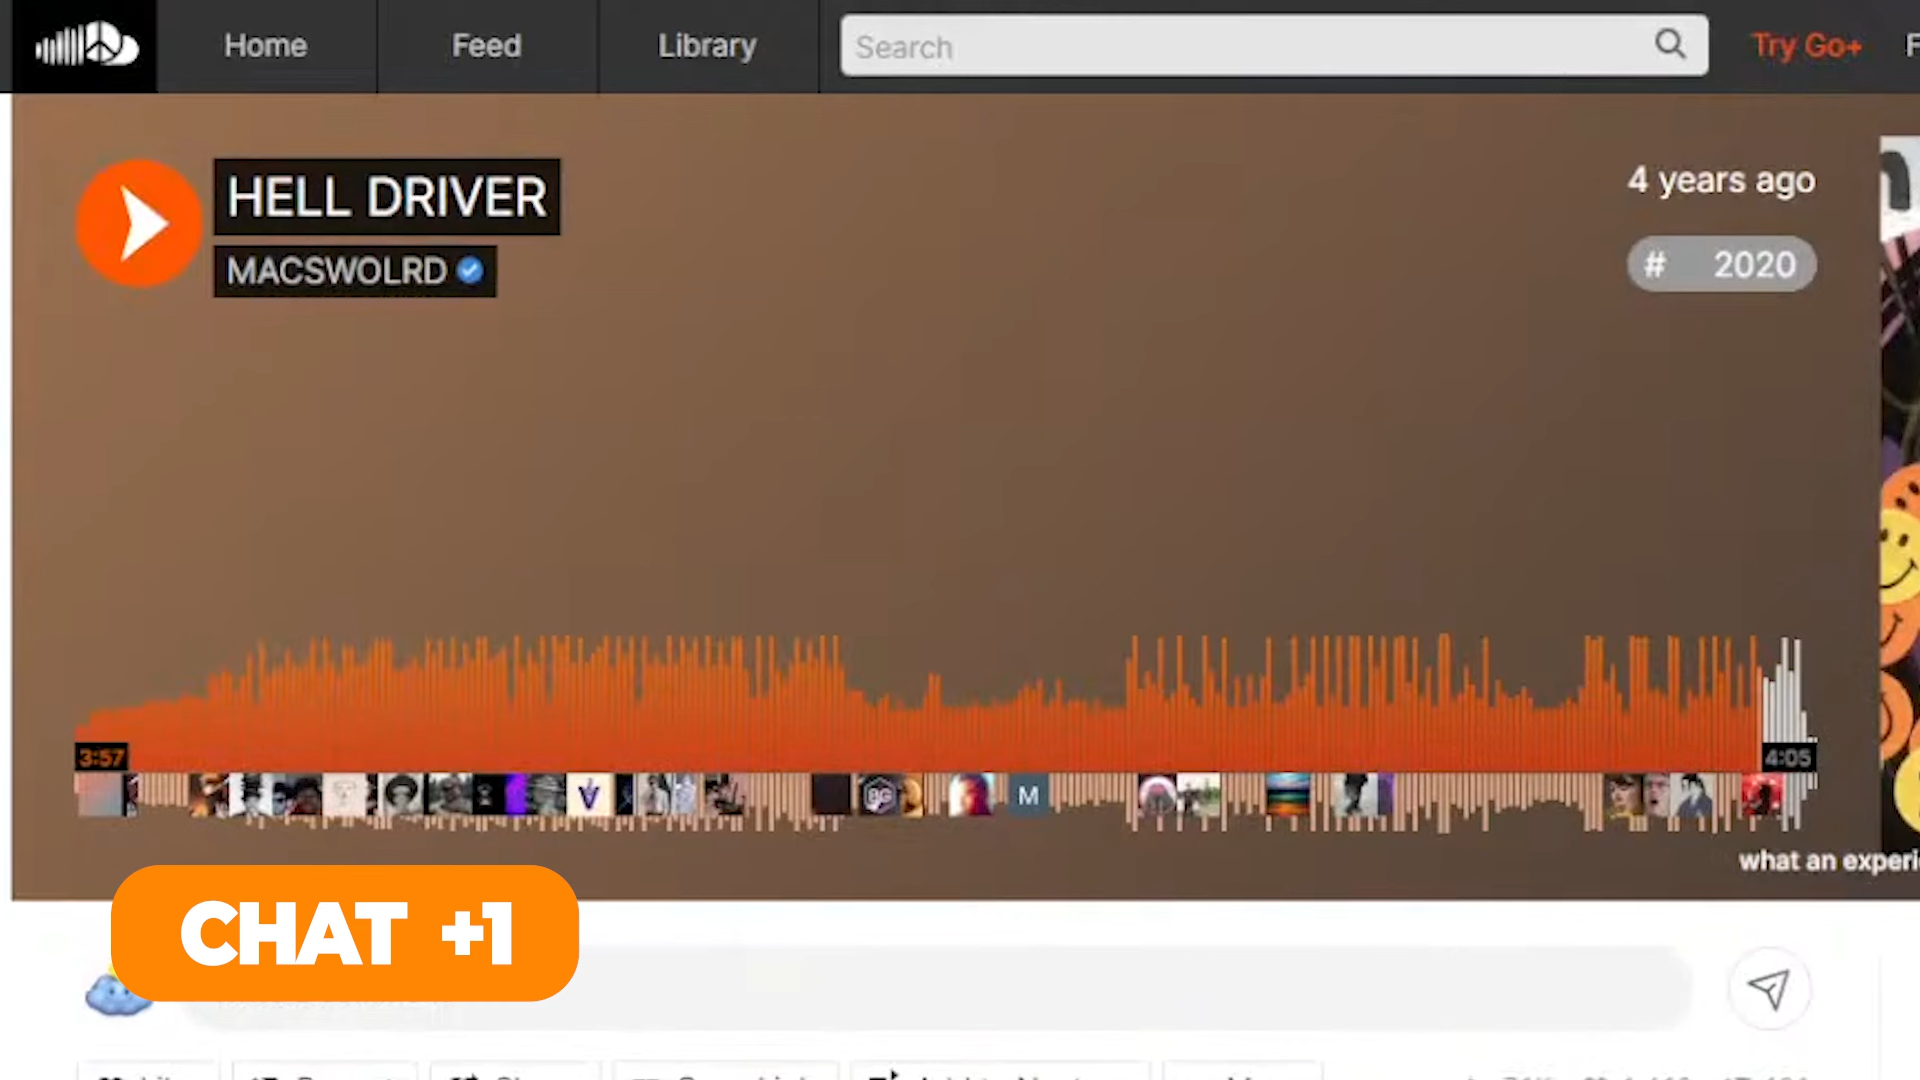 Home
Feed
Library
Search
Try Go+
HELL DRIVER
MACSWOLRD
4 years ago
# 2020
3:57
4:05
BG
M
what an experi
CHAT +1